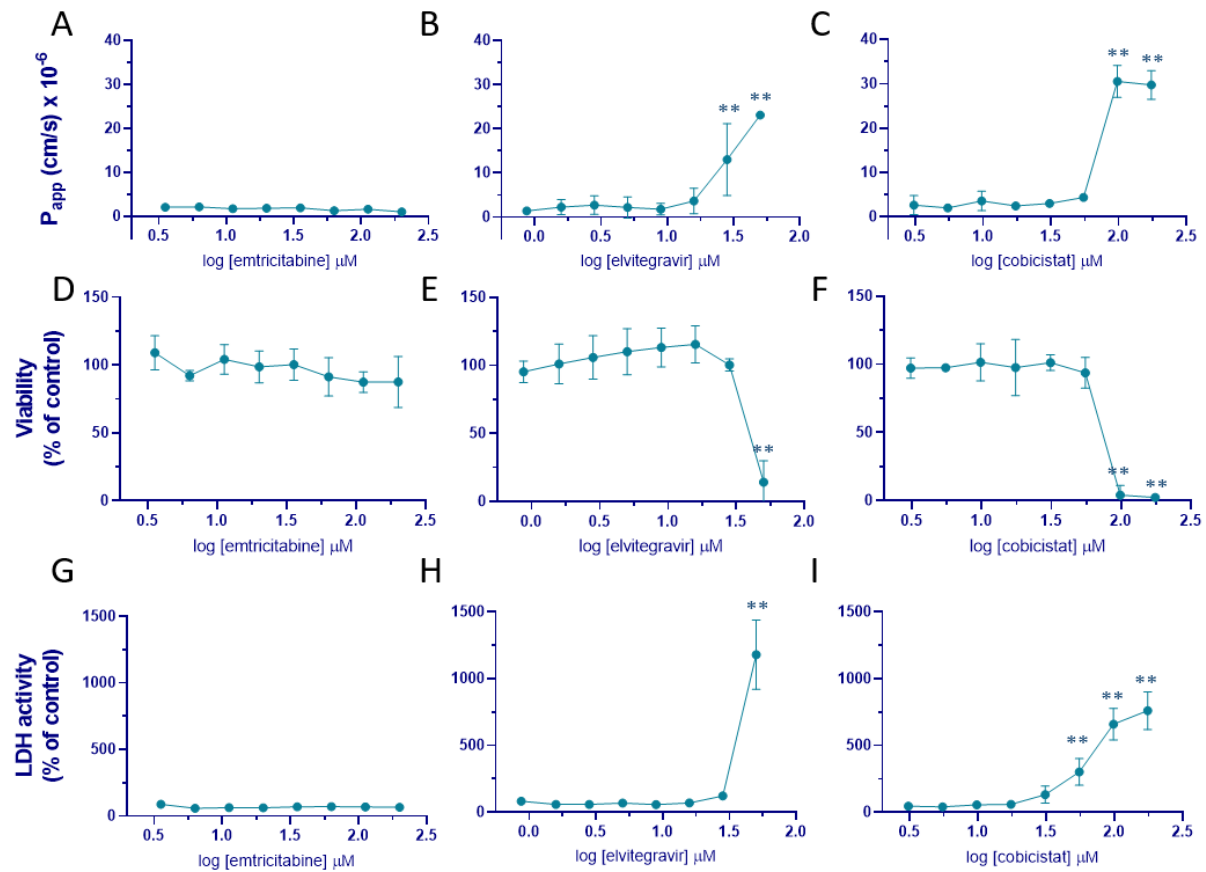 A
B
C
P_app (cm/s) x 10^-6
40
30
20
10
0
0.5 1.0 1.5 2.0 2.5
log [emtricitabine] μM
40
30
20
10
0
** **
0.0 0.5 1.0 1.5 2.0
log [elvitegravir] μM
40
30
20
10
0
** **
0.5 1.0 1.5 2.0 2.5
log [cobicistat] μM
D
E
F
Viability
(% of control)
150
100
50
0
0.5 1.0 1.5 2.0 2.5
log [emtricitabine] μM
150
100
50
0
**
0.0 0.5 1.0 1.5 2.0
log [elvitegravir] μM
150
100
50
0
** **
0.5 1.0 1.5 2.0 2.5
log [cobicistat] μM
G
H
I
LDH activity
(% of control)
1500
1000
500
0
0.5 1.0 1.5 2.0 2.5
log [emtricitabine] μM
1500
1000
500
0
**
0.0 0.5 1.0 1.5 2.0
log [elvitegravir] μM
1500
1000
500
0
** ** **
0.5 1.0 1.5 2.0 2.5
log [cobicistat] μM